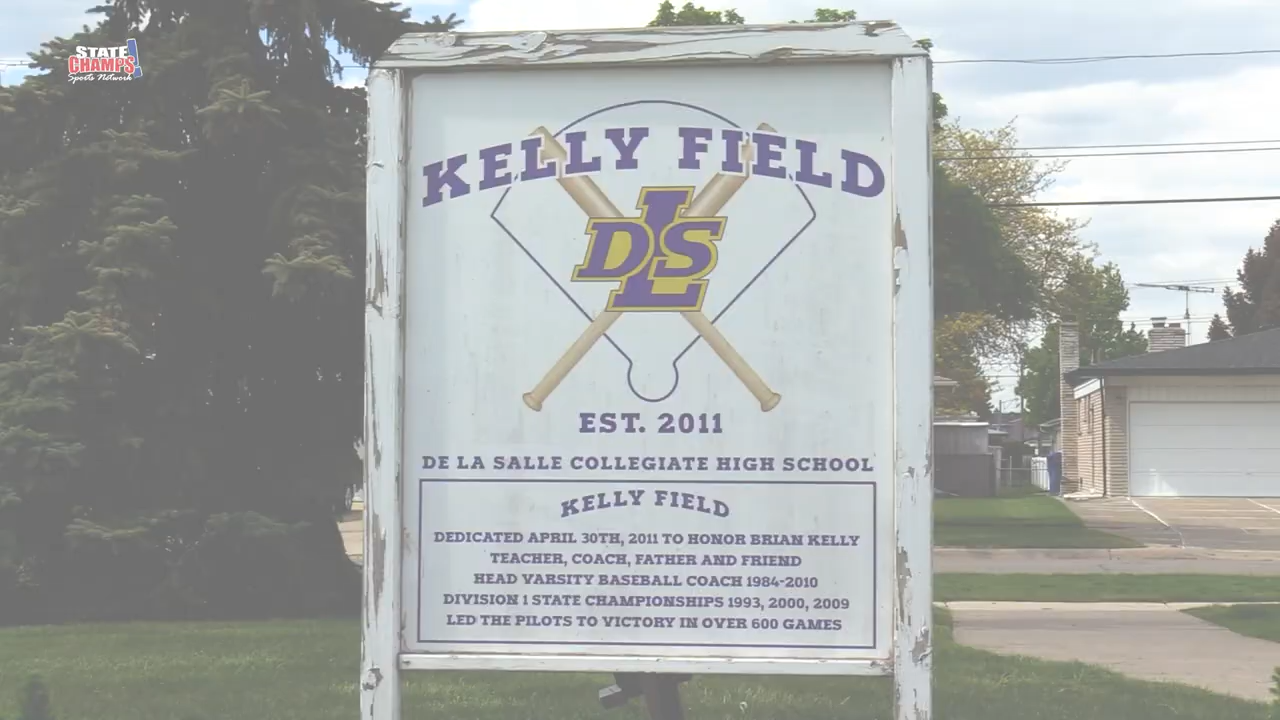 STATE
CHAMPS
Sports Network
KELLY FIELD
DLS
EST. 2011
DE LA SALLE COLLEGIATE HIGH SCHOOL
KELLY FIELD
DEDICATED APRIL 30TH, 2011 TO HONOR BRIAN KELLY
TEACHER, COACH, FATHER AND FRIEND
HEAD VARSITY BASEBALL COACH 1984-2010
DIVISION 1 STATE CHAMPIONSHIPS 1993, 2000, 2009
LED THE PILOTS TO VICTORY IN OVER 600 GAMES